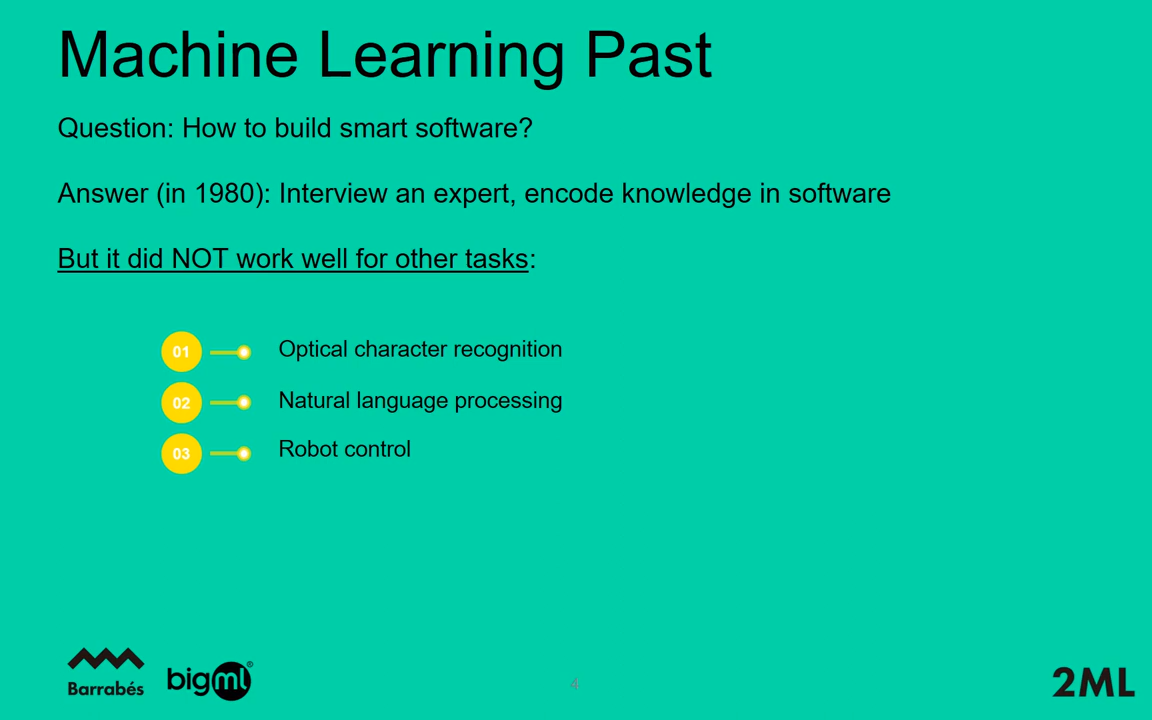 Machine Learning Past
Question: How to build smart software?
Answer (in 1980): Interview an expert, encode knowledge in software
But it did NOT work well for other tasks:
01 Optical character recognition
02 Natural language processing
03 Robot control
Barrabés
bigml®
4
2ML